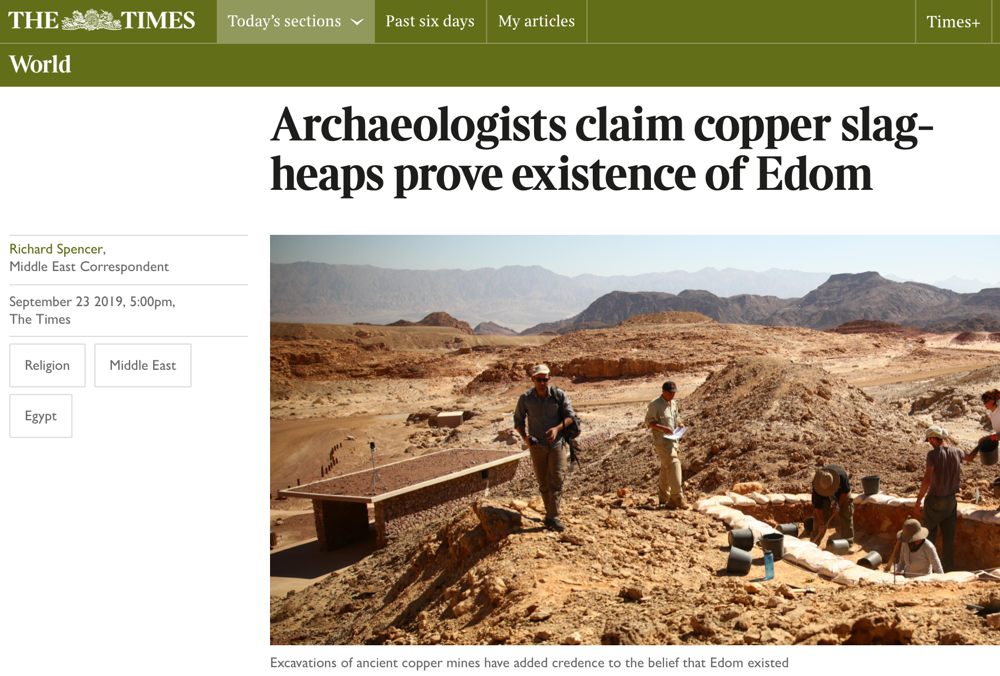 THE TIMES
Today's sections
Past six days
My articles
Times+
World
Archaeologists claim copper slag-
heaps prove existence of Edom
Richard Spencer,
Middle East Correspondent
September 23 2019, 5:00pm,
The Times
Religion
Middle East
Egypt
Excavations of ancient copper mines have added credence to the belief that Edom existed